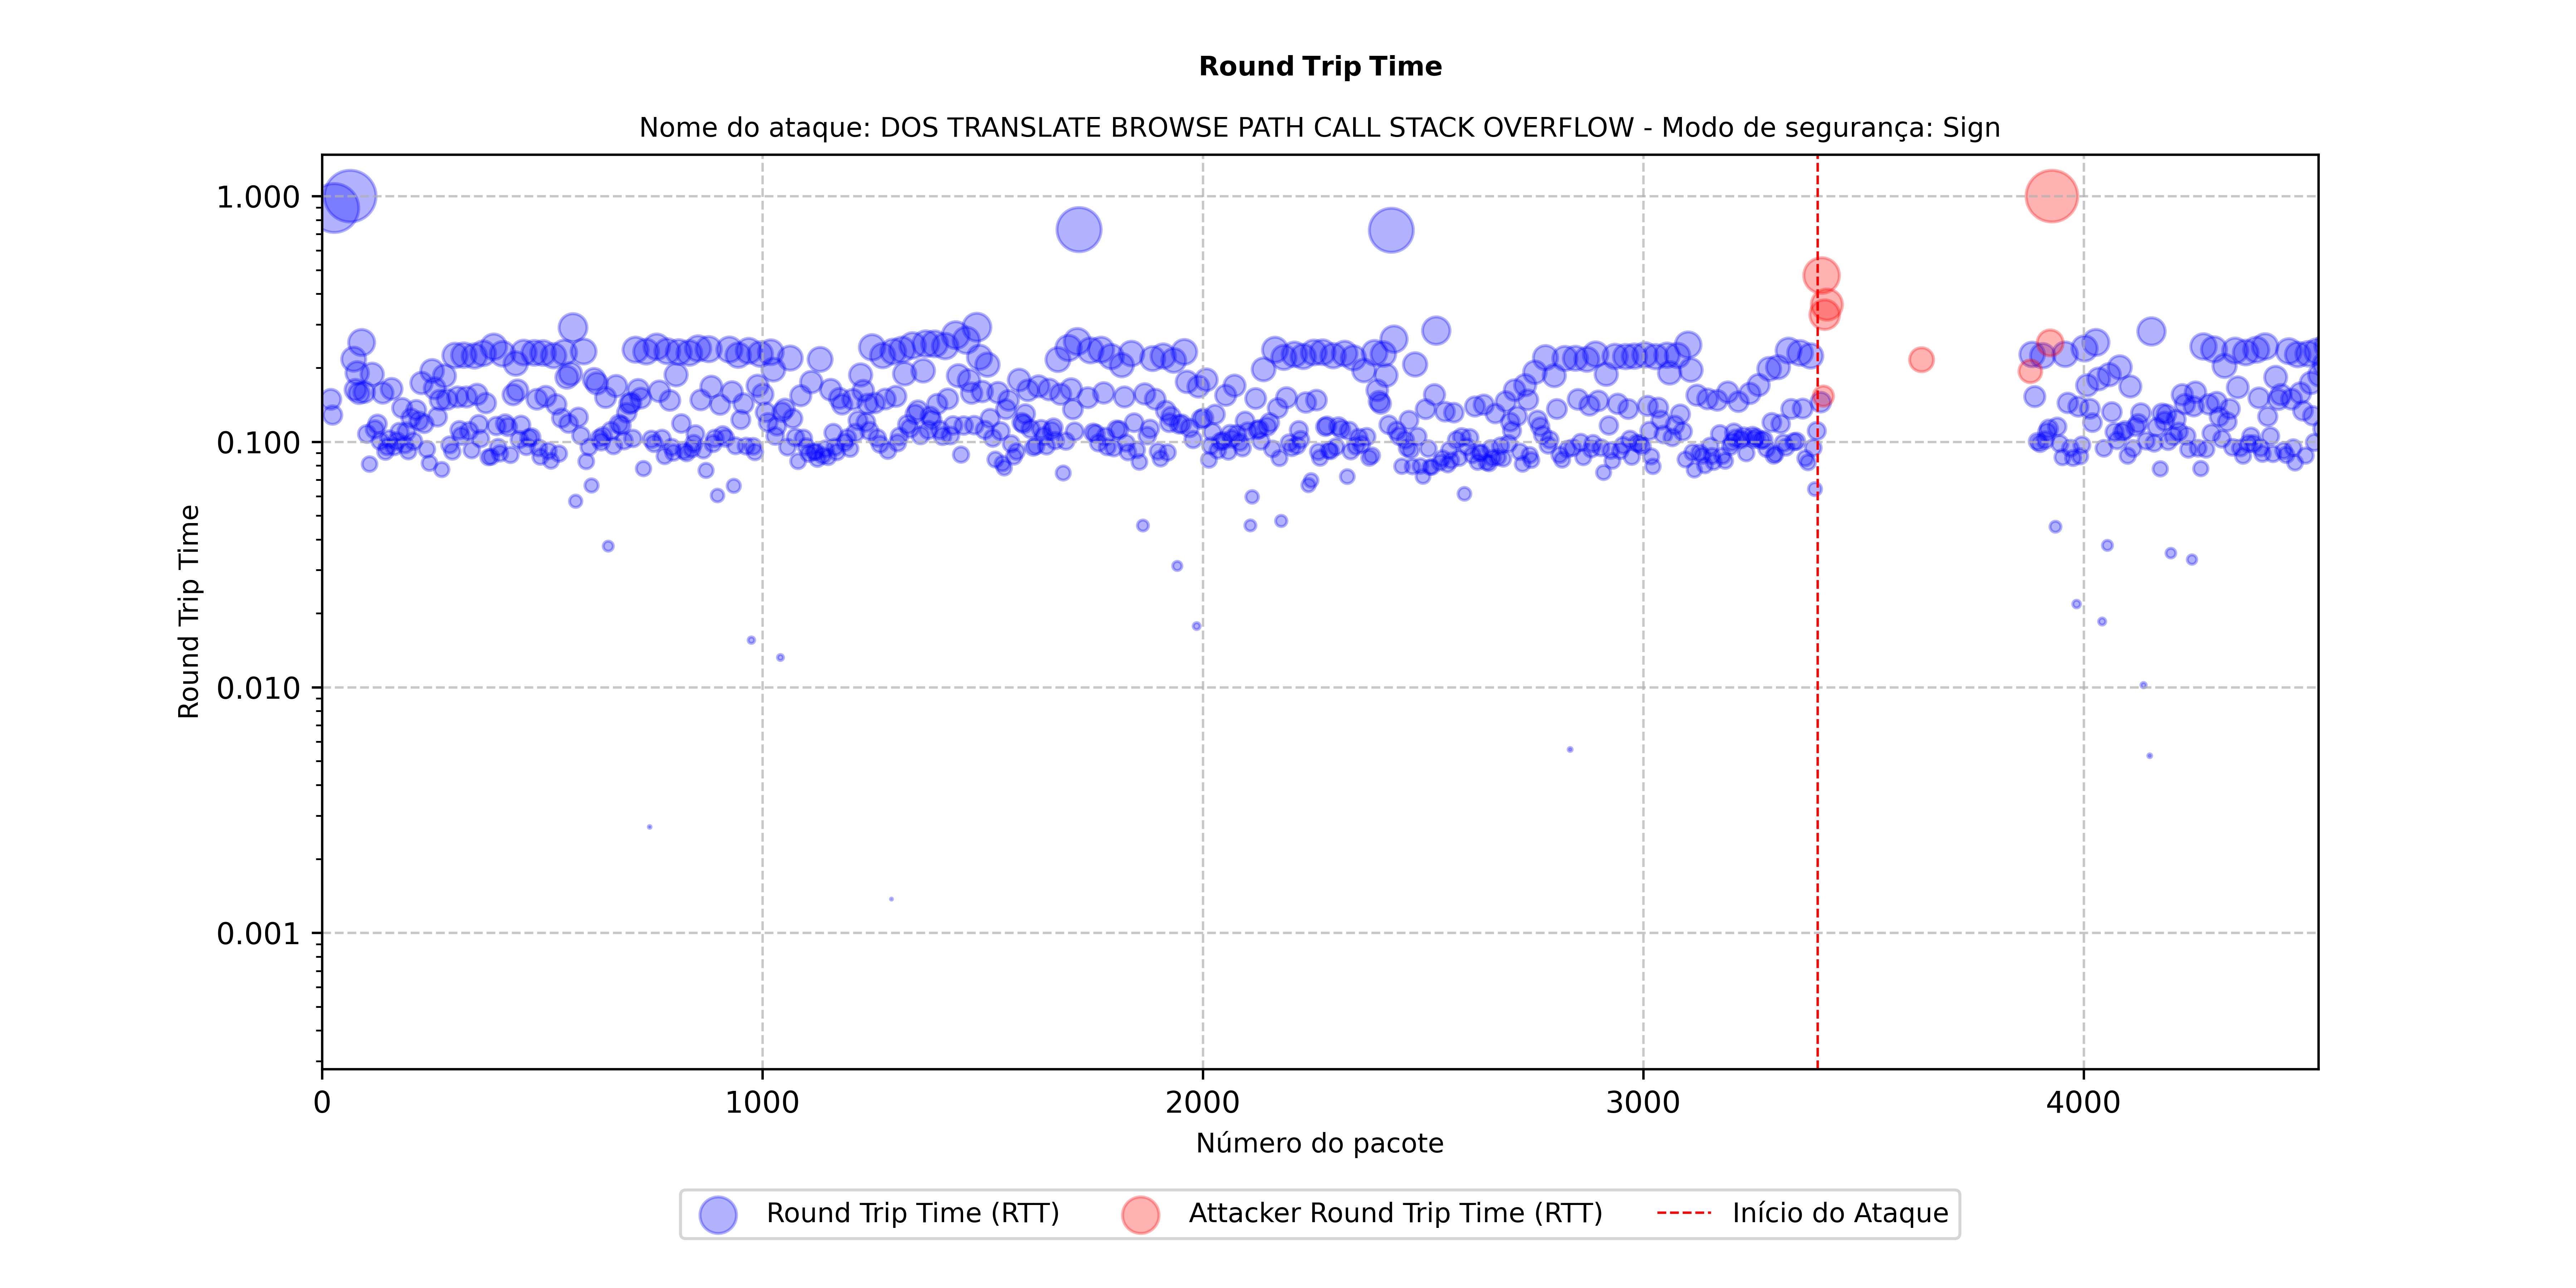 Round Trip Time
Nome do ataque: DOS TRANSLATE BROWSE PATH CALL STACK OVERFLOW - Modo de segurança: Sign
Round Trip Time
1.000
0.100
0.010
0.001
0 1000 2000 3000 4000
Número do pacote
Round Trip Time (RTT) Attacker Round Trip Time (RTT) Início do Ataque